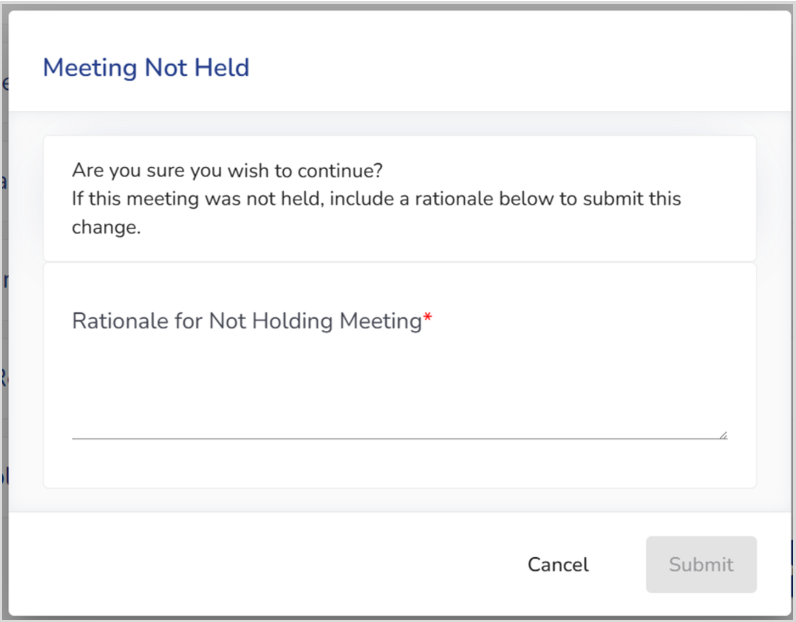 Meeting Not Held
Are you sure you wish to continue?
If this meeting was not held, include a rationale below to submit this
change.
Rationale for Not Holding Meeting*
Cancel
Submit